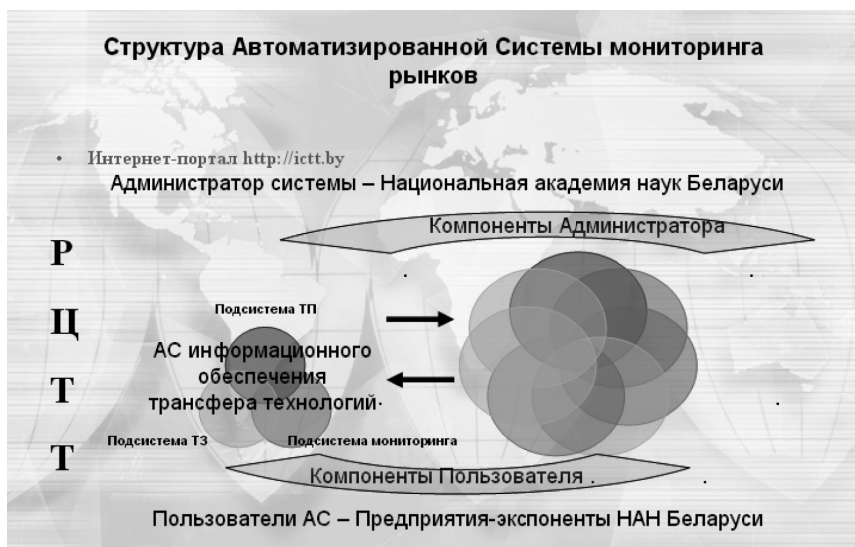 Структура Автоматизированной Системы мониторинга
рынков
• Интернет-портал http://ictt.by
Администратор системы – Национальная академия наук Беларуси
Компоненты Администратора
Р
Ц
Т
Т
Подсистема ТП
АС информационного
обеспечения
трансфера технологий
Подсистема ТЗ
Подсистема мониторинга
Компоненты Пользователя .
Пользователи АС – Предприятия-экспоненты НАН Беларуси